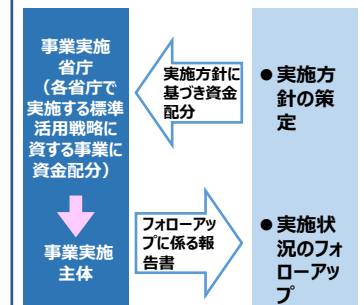 事業実施
省庁
（各省庁で
実施する標準
活用戦略に
資する事業に
資金配分）
実施方針に
基づき資金
配分
●実施方
針の策
定
事業実施
主体
フォローアッ
プに係る報
告書
●実施状
況のフォ
ローアッ
プ